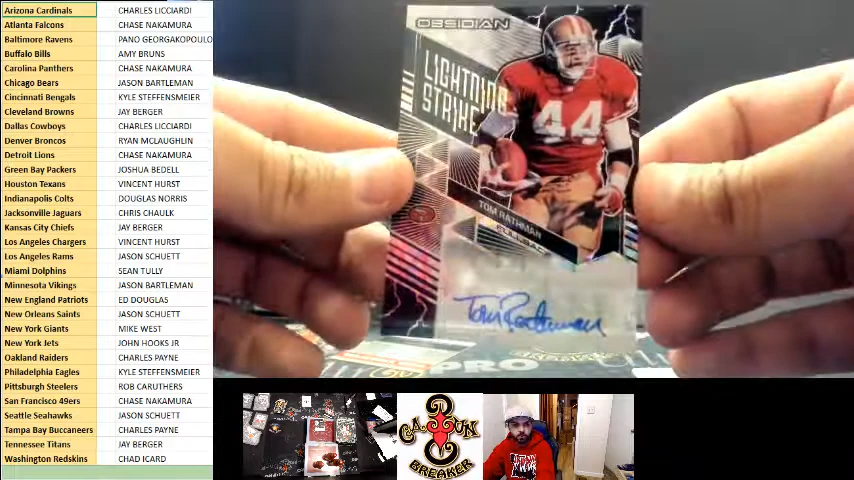 Arizona Cardinals CHARLES LICCIARDI
Atlanta Falcons CHASE NAKAMURA
Baltimore Ravens PANO GEORGAKOPOULO
Buffalo Bills AMY BRUNS
Carolina Panthers CHASE NAKAMURA
Chicago Bears JASON BARTLEMAN
Cincinnati Bengals KYLE STEFFENSMEIER
Cleveland Browns JAY BERGER
Dallas Cowboys CHARLES LICCIARDI
Denver Broncos RYAN MCLAUGHLIN
Detroit Lions CHASE NAKAMURA
Green Bay Packers JOSHUA BEDELL
Houston Texans VINCENT HURST
Indianapolis Colts DOUGLAS NORRIS
Jacksonville Jaguars CHRIS CHAULK
Kansas City Chiefs JAY BERGER
Los Angeles Chargers VINCENT HURST
Los Angeles Rams JASON SCHUETT
Miami Dolphins SEAN TULLY
Minnesota Vikings JASON BARTLEMAN
New England Patriots ED DOUGLAS
New Orleans Saints JASON SCHUETT
New York Giants MIKE WEST
New York Jets JOHN HOOKS JR
Oakland Raiders CHARLES PAYNE
Philadelphia Eagles KYLE STEFFENSMEIER
Pittsburgh Steelers ROB CARUTHERS
San Francisco 49ers CHASE NAKAMURA
Seattle Seahawks JASON SCHUETT
Tampa Bay Buccaneers CHARLES PAYNE
Tennessee Titans JAY BERGER
Washington Redskins CHAD ICARD
OBSIDIAN
LIGHTNING
STRIKE
44
TOM RATHMAN
FULLBACK
Tom Rathman
PRO
CAJUN
BREAKER